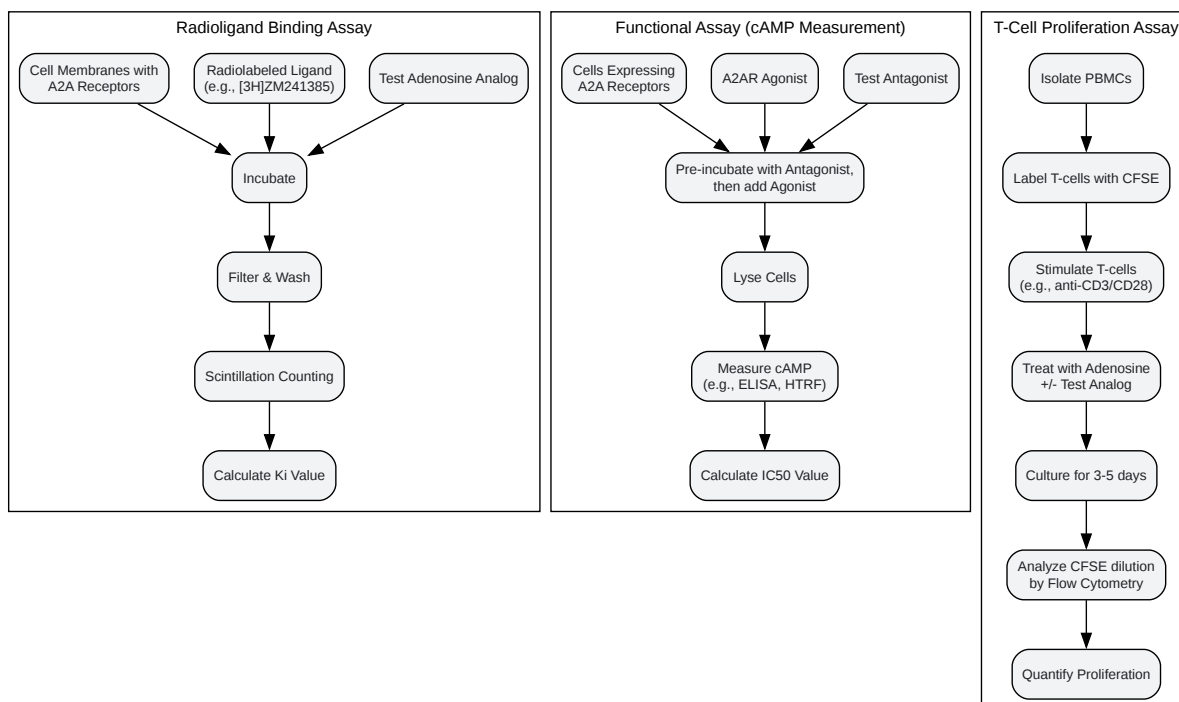 Radioligand Binding Assay
Cell Membranes with
A2A Receptors
Radiolabeled Ligand
(e.g., [3H]ZM241385)
Test Adenosine Analog
Incubate
Filter & Wash
Scintillation Counting
Calculate Ki Value
Functional Assay (cAMP Measurement)
Cells Expressing
A2A Receptors
A2AR Agonist
Test Antagonist
Pre-incubate with Antagonist,
then add Agonist
Lyse Cells
Measure cAMP
(e.g., ELISA, HTRF)
Calculate IC50 Value
T-Cell Proliferation Assay
Isolate PBMCs
Label T-cells with CFSE
Stimulate T-cells
(e.g., anti-CD3/CD28)
Treat with Adenosine
+/- Test Analog
Culture for 3-5 days
Analyze CFSE dilution
by Flow Cytometry
Quantify Proliferation